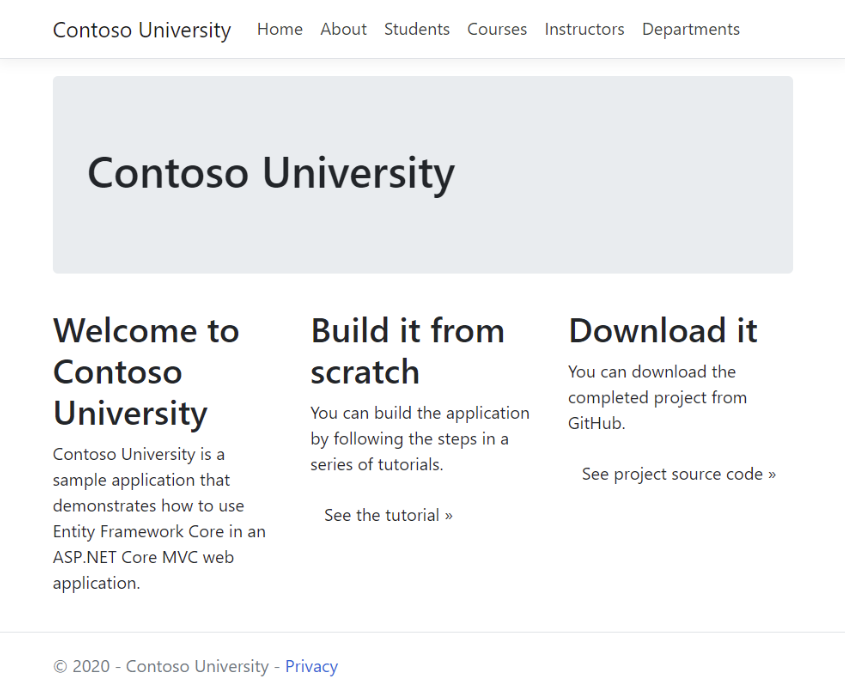 Contoso University Home About Students Courses Instructors Departments
Contoso University
Welcome to
Contoso
University
Contoso University is a
sample application that
demonstrates how to use
Entity Framework Core in an
ASP.NET Core MVC web
application.
Build it from
scratch
You can build the application
by following the steps in a
series of tutorials.
See the tutorial »
Download it
You can download the
completed project from
GitHub.
See project source code »
© 2020 - Contoso University - Privacy